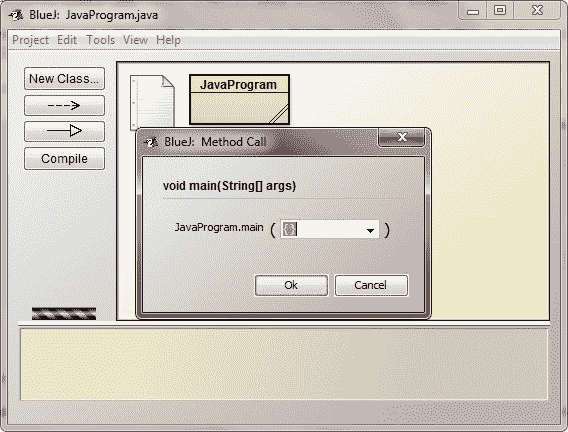 BlueJ: JavaProgram.java
Project Edit Tools View Help
New Class...
JavaProgram
Compile
BlueJ: Method Call
void main(String[] args)
JavaProgram.main ( {} )
Ok Cancel